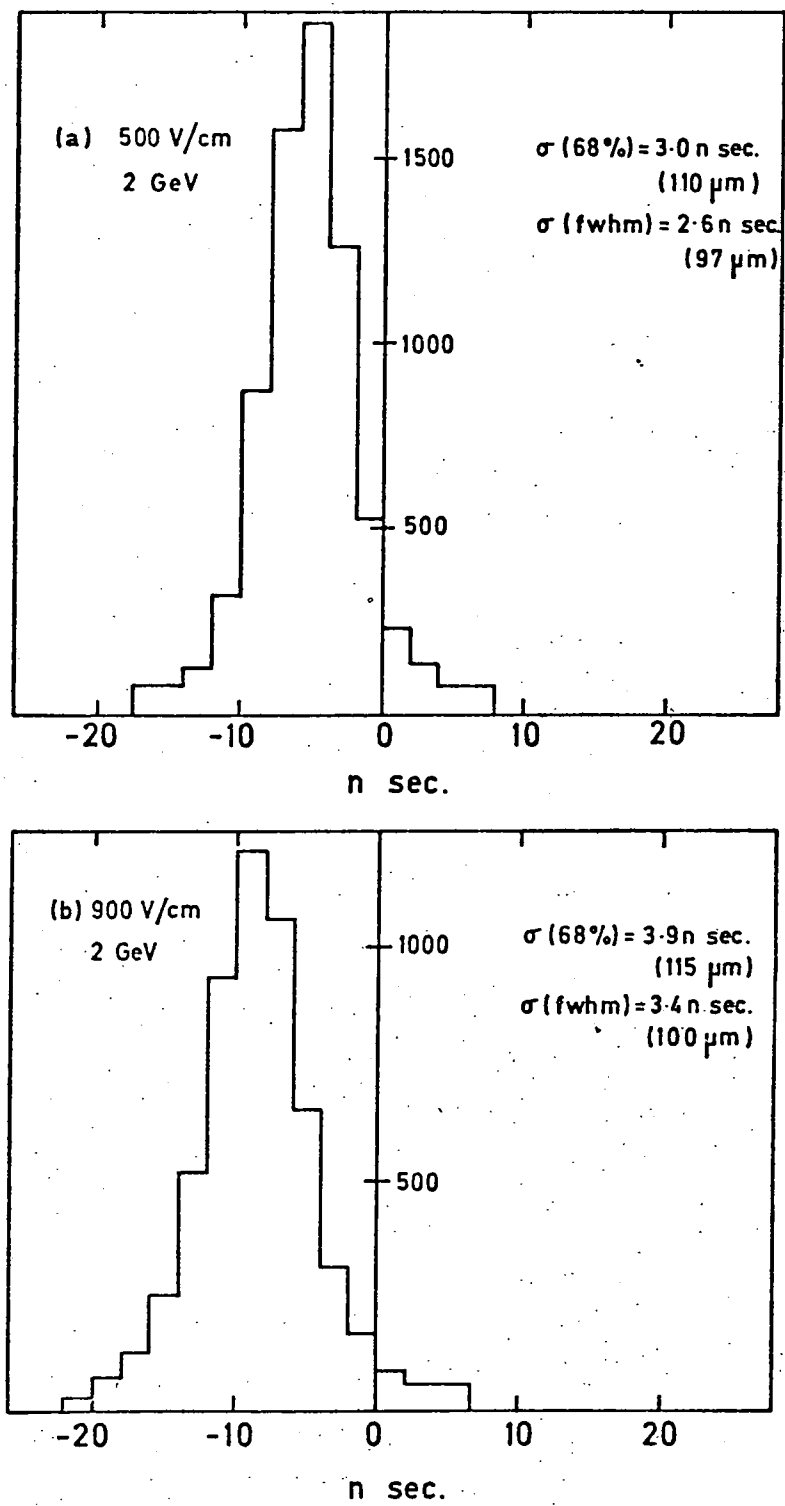 (a) 500 V/cm
2 GeV
σ (68%) = 3·0 n sec.
(110 μm)
σ (fwhm) = 2·6 n sec.
(97 μm)
1500
1000
500
-20 -10 0 10 20
n sec.
(b) 900 V/cm
2 GeV
σ (68%) = 3·9 n sec.
(115 μm)
σ (fwhm) = 3·4 n sec.
(100 μm)
1000
500
-20 -10 0 10 20
n sec.